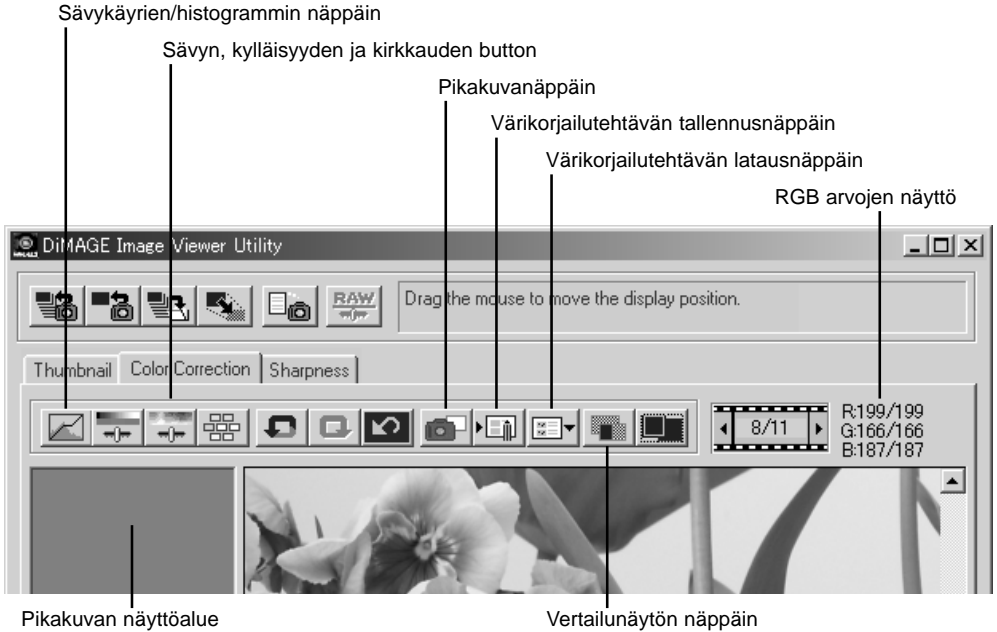 Sävykäyrien/histogrammin näppäin
Sävyn, kylläisyyden ja kirkkauden button
Pikakuvanäppäin
Värikorjailutehtävän tallennusnäppäin
Värikorjailutehtävän latausnäppäin
RGB arvojen näyttö
DiMAGE Image Viewer Utility
RAW
Drag the mouse to move the display position.
Thumbnail Color Correction Sharpness
8/11
R:199/199
G:166/166
B:187/187
Pikakuvan näyttöalue
Vertailunäytön näppäin